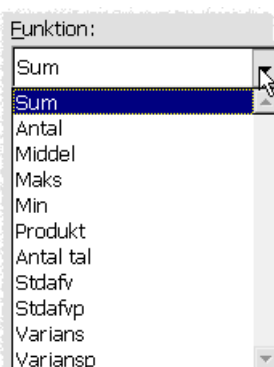 Funktion:
Sum
Sum
Antal
Middel
Maks
Min
Produkt
Antal tal
Stdafv
Stdafvp
Varians
Variansp